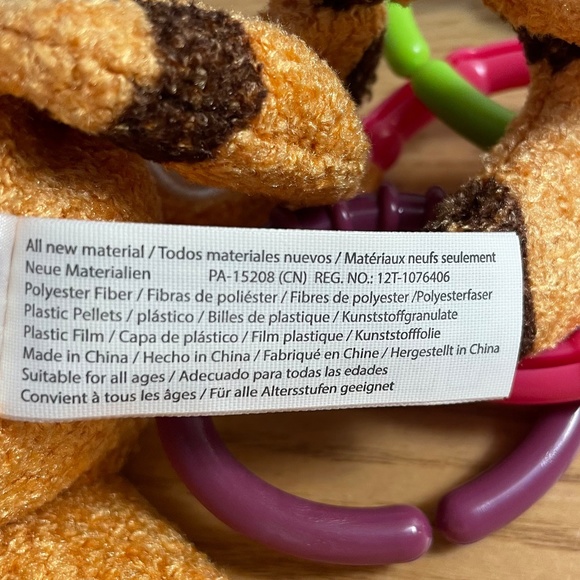 All new material / Todos materiales nuevos / Matériaux neufs seulement
Neue Materialien PA-15208 (CN) REG. NO.: 12T-1076406
Polyester Fiber / Fibras de poliéster / Fibres de polyester /Polyesterfaser
Plastic Pellets / plástico / Billes de plastique / Kunststoffgranulate
Plastic Film / Capa de plástico / Film plastique / Kunststofffolie
Made in China / Hecho in China / Fabriqué en Chine / Hergestellt in China
Suitable for all ages / Adecuado para todas las edades
Convient à tous les âges / Für alle Altersstufen geeignet